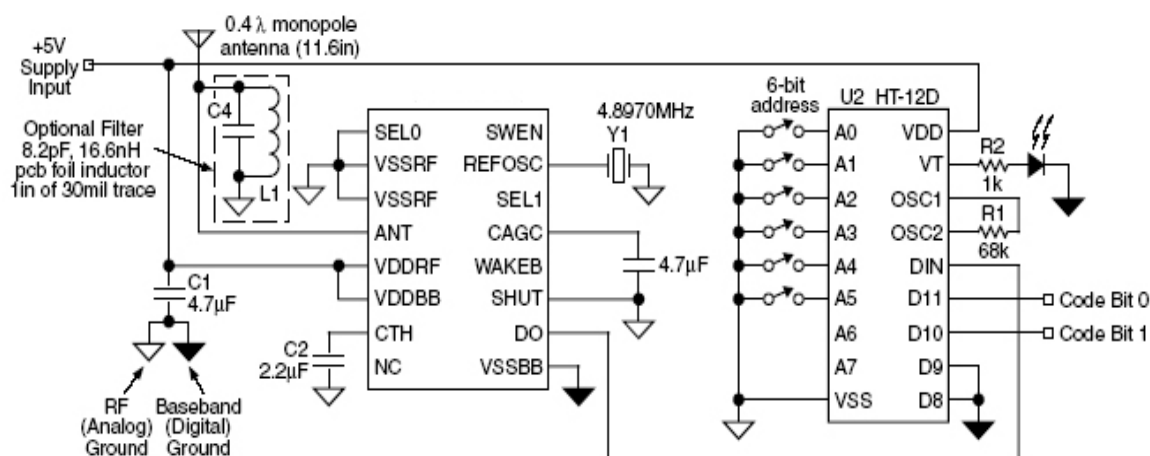 0.4 λ monopole
antenna (11.6in)
+5V
Supply
Input
C4
Optional Filter
8.2pF, 16.6nH
pcb foil inductor
1in of 30mil trace
L1
SEL0
VSSRF
VSSRF
ANT
VDDRF
VDDBB
CTH
NC
SWEN
REFOSC
SEL1
CAGC
WAKEB
SHUT
DO
VSSBB
4.8970MHz
Y1
4.7µF
C1
4.7µF
C2
2.2µF
RF
(Analog)
Ground
Baseband
(Digital)
Ground
6-bit
address
U2 HT-12D
A0
A1
A2
A3
A4
A5
A6
A7
VSS
VDD
VT
OSC1
OSC2
DIN
D11
D10
D9
D8
R2
1k
R1
68k
Code Bit 0
Code Bit 1